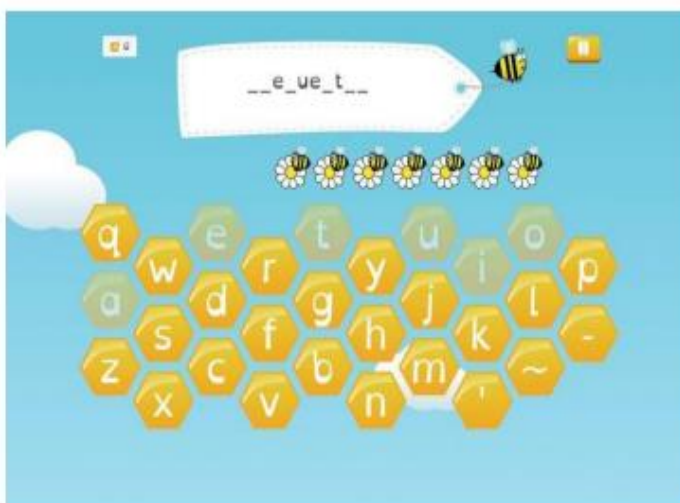 __e_ue_t__
q e t u o
w r y i p
a d g j l
s f h k -
z c b m ~
x v n '